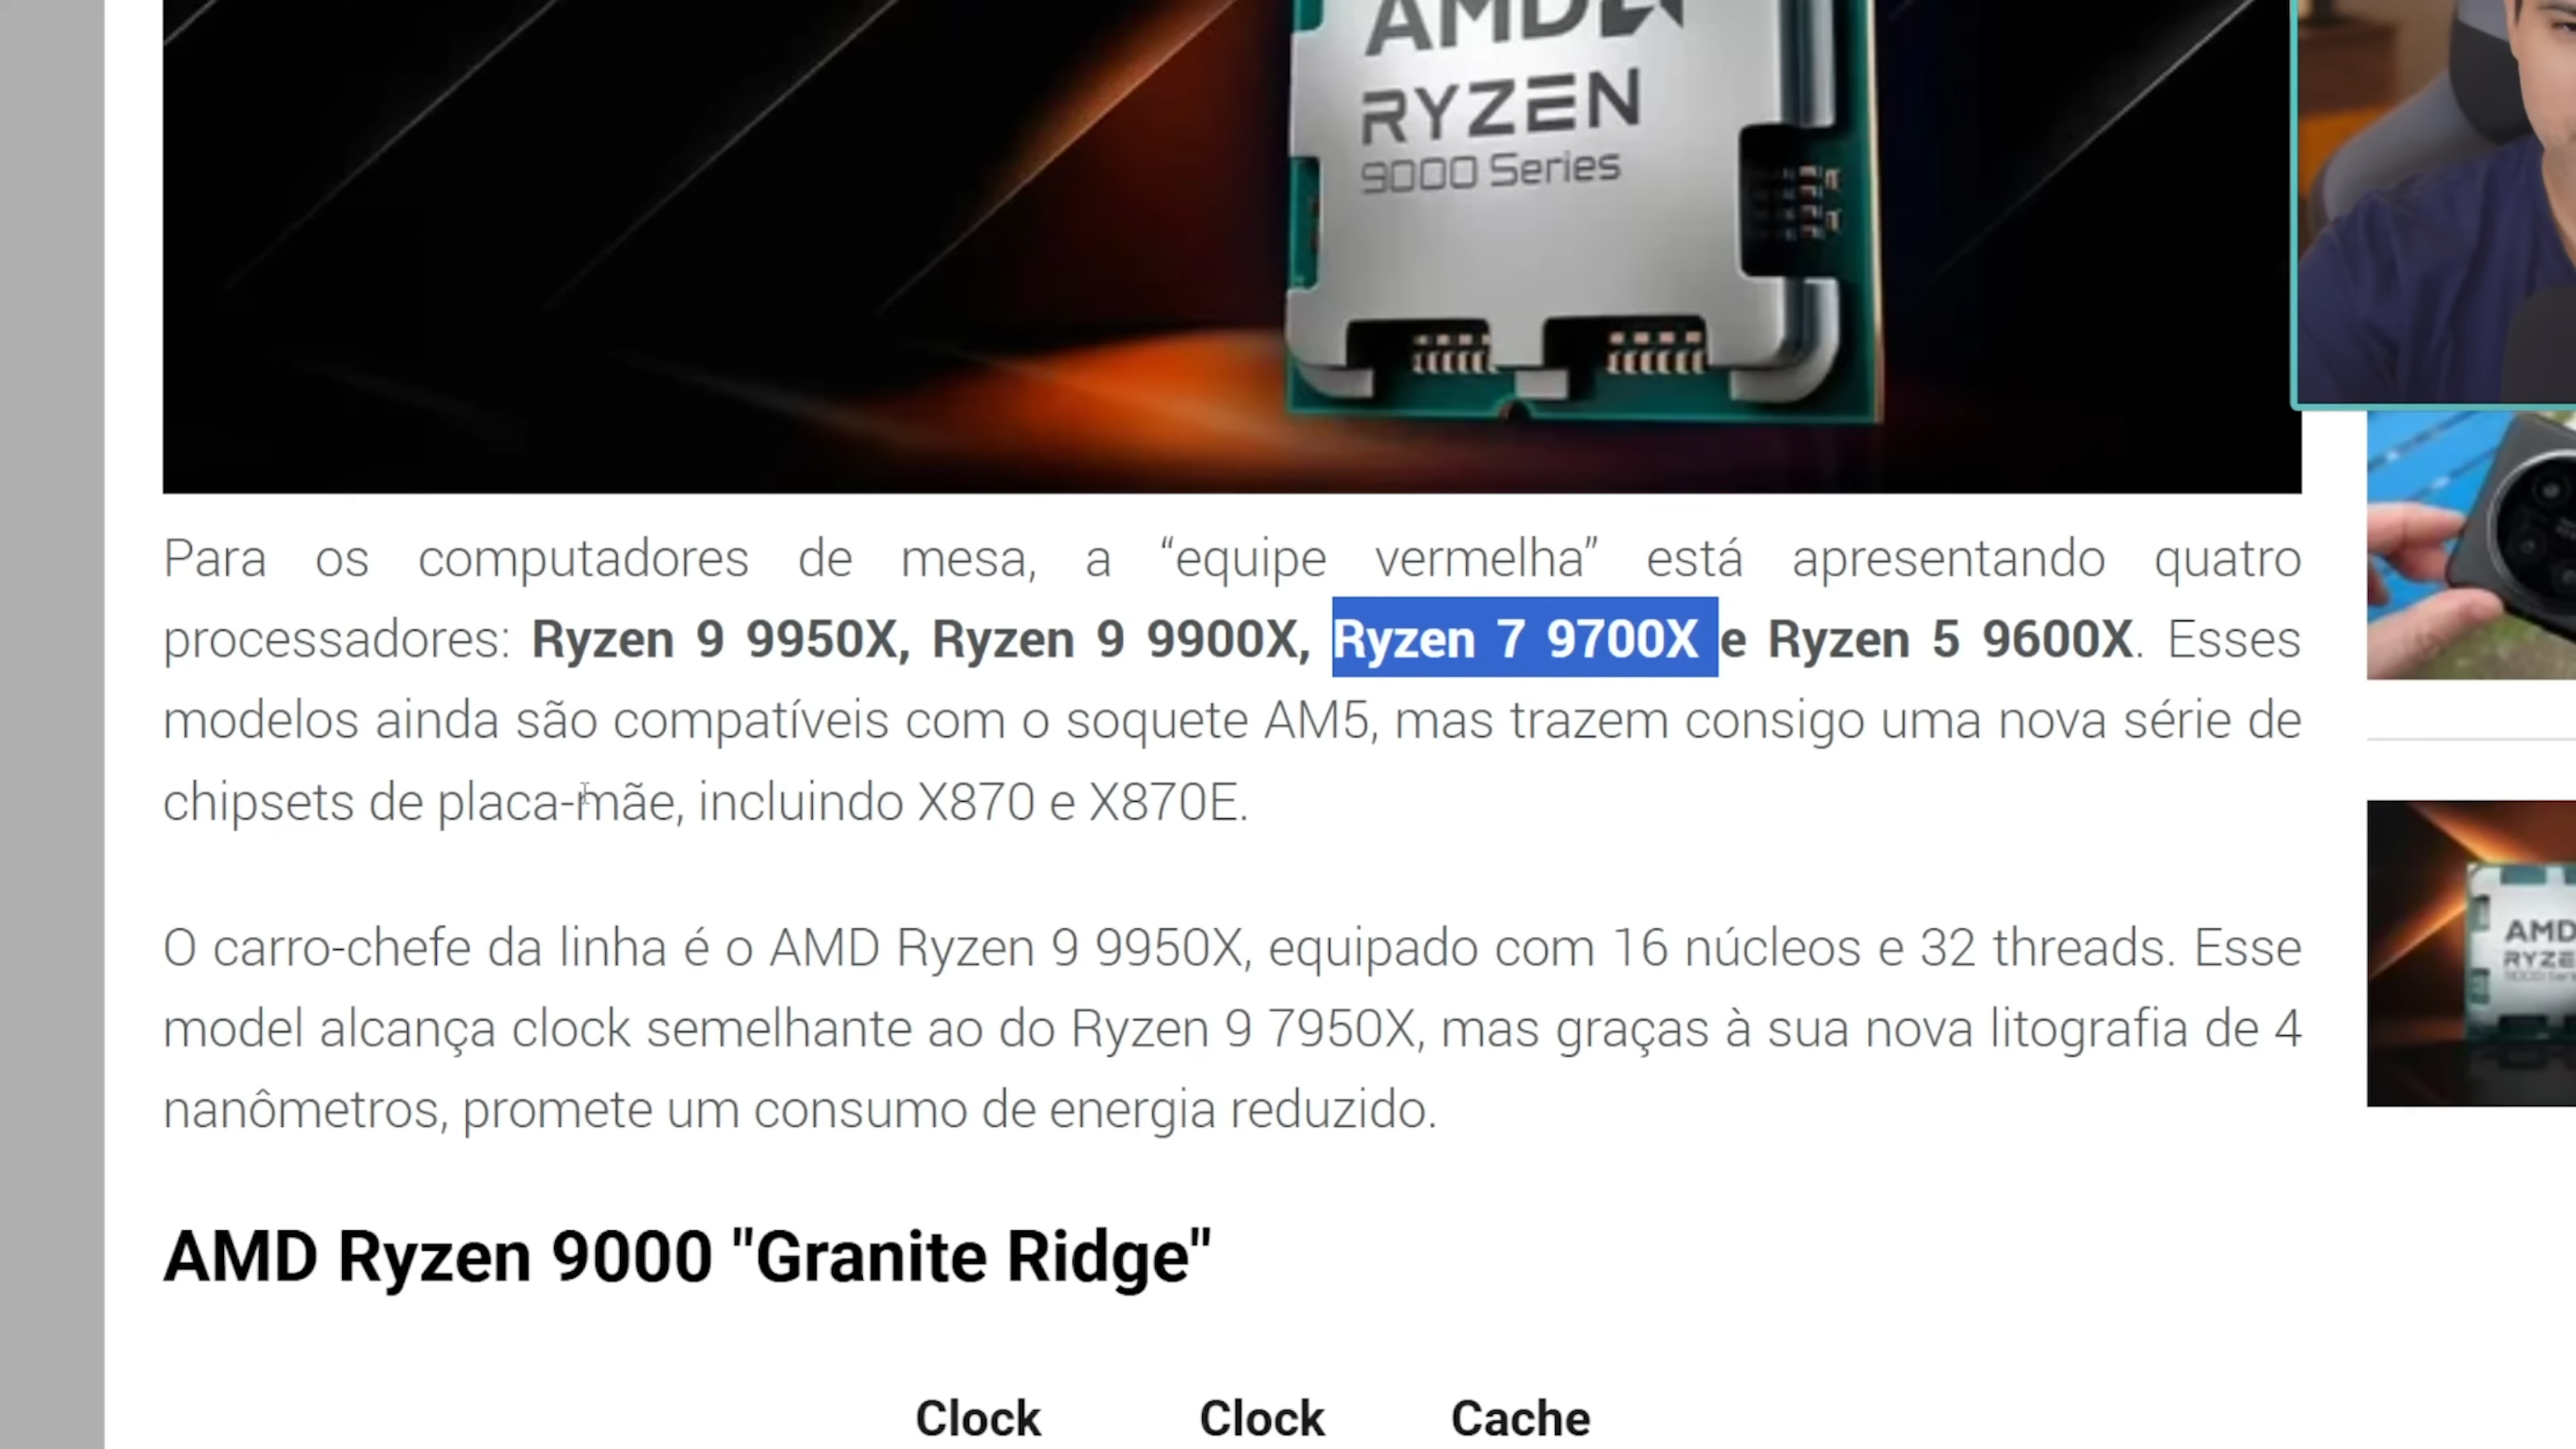 AMD
RYZEN
9000 Series
Para os computadores de mesa, a “equipe vermelha” está apresentando quatro
processadores: Ryzen 9 9950X, Ryzen 9 9900X, Ryzen 7 9700X e Ryzen 5 9600X. Esses
modelos ainda são compatíveis com o soquete AM5, mas trazem consigo uma nova série de
chipsets de placa-mãe, incluindo X870 e X870E.
O carro-chefe da linha é o AMD Ryzen 9 9950X, equipado com 16 núcleos e 32 threads. Esse
model alcança clock semelhante ao do Ryzen 9 7950X, mas graças à sua nova litografia de 4
nanômetros, promete um consumo de energia reduzido.
AMD
RYZE
AMD Ryzen 9000 "Granite Ridge"
Clock Clock Cache